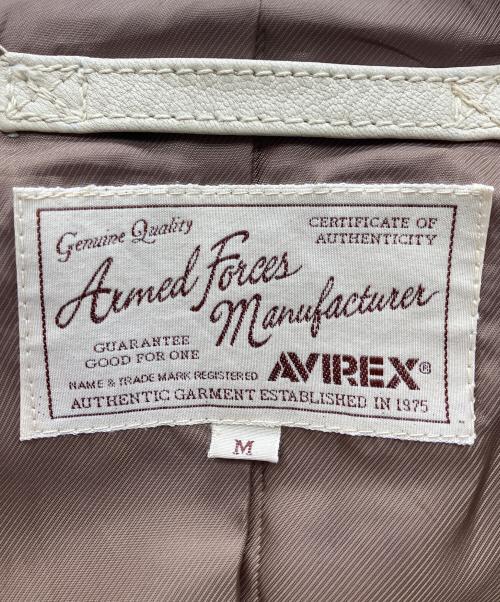 Genuine Quality
CERTIFICATE OF
AUTHENTICITY
Armed Forces
Manufacturer
GUARANTEE
GOOD FOR ONE
NAME & TRADE MARK REGISTERED
AVIREX®
AUTHENTIC GARMENT ESTABLISHED IN 1975
M